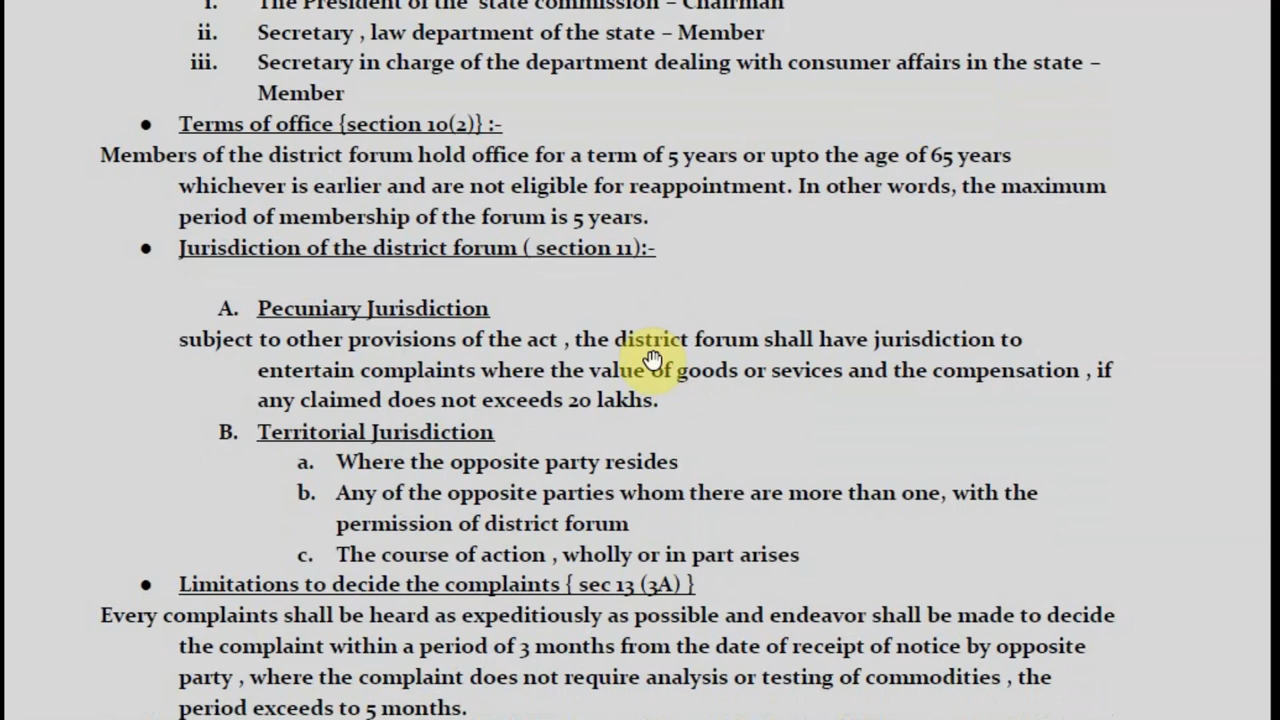 i. The President of the state commission – Chairman
ii. Secretary , law department of the state – Member
iii. Secretary in charge of the department dealing with consumer affairs in the state –
Member
● Terms of office {section 10(2)} :-
Members of the district forum hold office for a term of 5 years or upto the age of 65 years
whichever is earlier and are not eligible for reappointment. In other words, the maximum
period of membership of the forum is 5 years.
● Jurisdiction of the district forum ( section 11):-
A. Pecuniary Jurisdiction
subject to other provisions of the act , the district forum shall have jurisdiction to
entertain complaints where the value of goods or sevices and the compensation , if
any claimed does not exceeds 20 lakhs.
B. Territorial Jurisdiction
a. Where the opposite party resides
b. Any of the opposite parties whom there are more than one, with the
permission of district forum
c. The course of action , wholly or in part arises
● Limitations to decide the complaints { sec 13 (3A) }
Every complaints shall be heard as expeditiously as possible and endeavor shall be made to decide
the complaint within a period of 3 months from the date of receipt of notice by opposite
party , where the complaint does not require analysis or testing of commodities , the
period exceeds to 5 months.